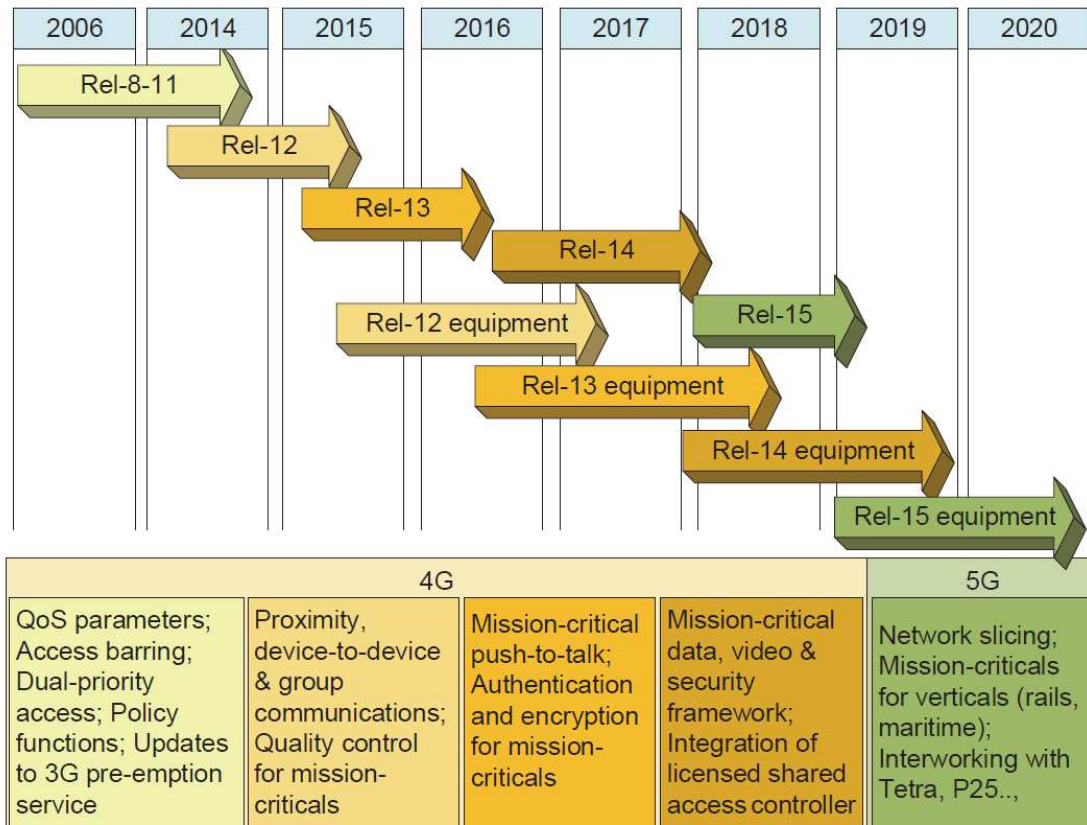 2006
2014
2015
2016
2017
2018
2019
2020
Rel-8-11
Rel-12
Rel-13
Rel-14
Rel-12 equipment
Rel-15
Rel-13 equipment
Rel-14 equipment
Rel-15 equipment
4G
5G
QoS parameters;
Access barring;
Dual-priority
access; Policy
functions; Updates
to 3G pre-emption
service
Proximity,
device-to-device
& group
communications;
Quality control
for mission-
criticals
Mission-critical
push-to-talk;
Authentication
and encryption
for mission-
criticals
Mission-critical
data, video &
security
framework;
Integration of
licensed shared
access controller
Network slicing;
Mission-criticals
for verticals (rails,
maritime);
Interworking with
Tetra, P25..,